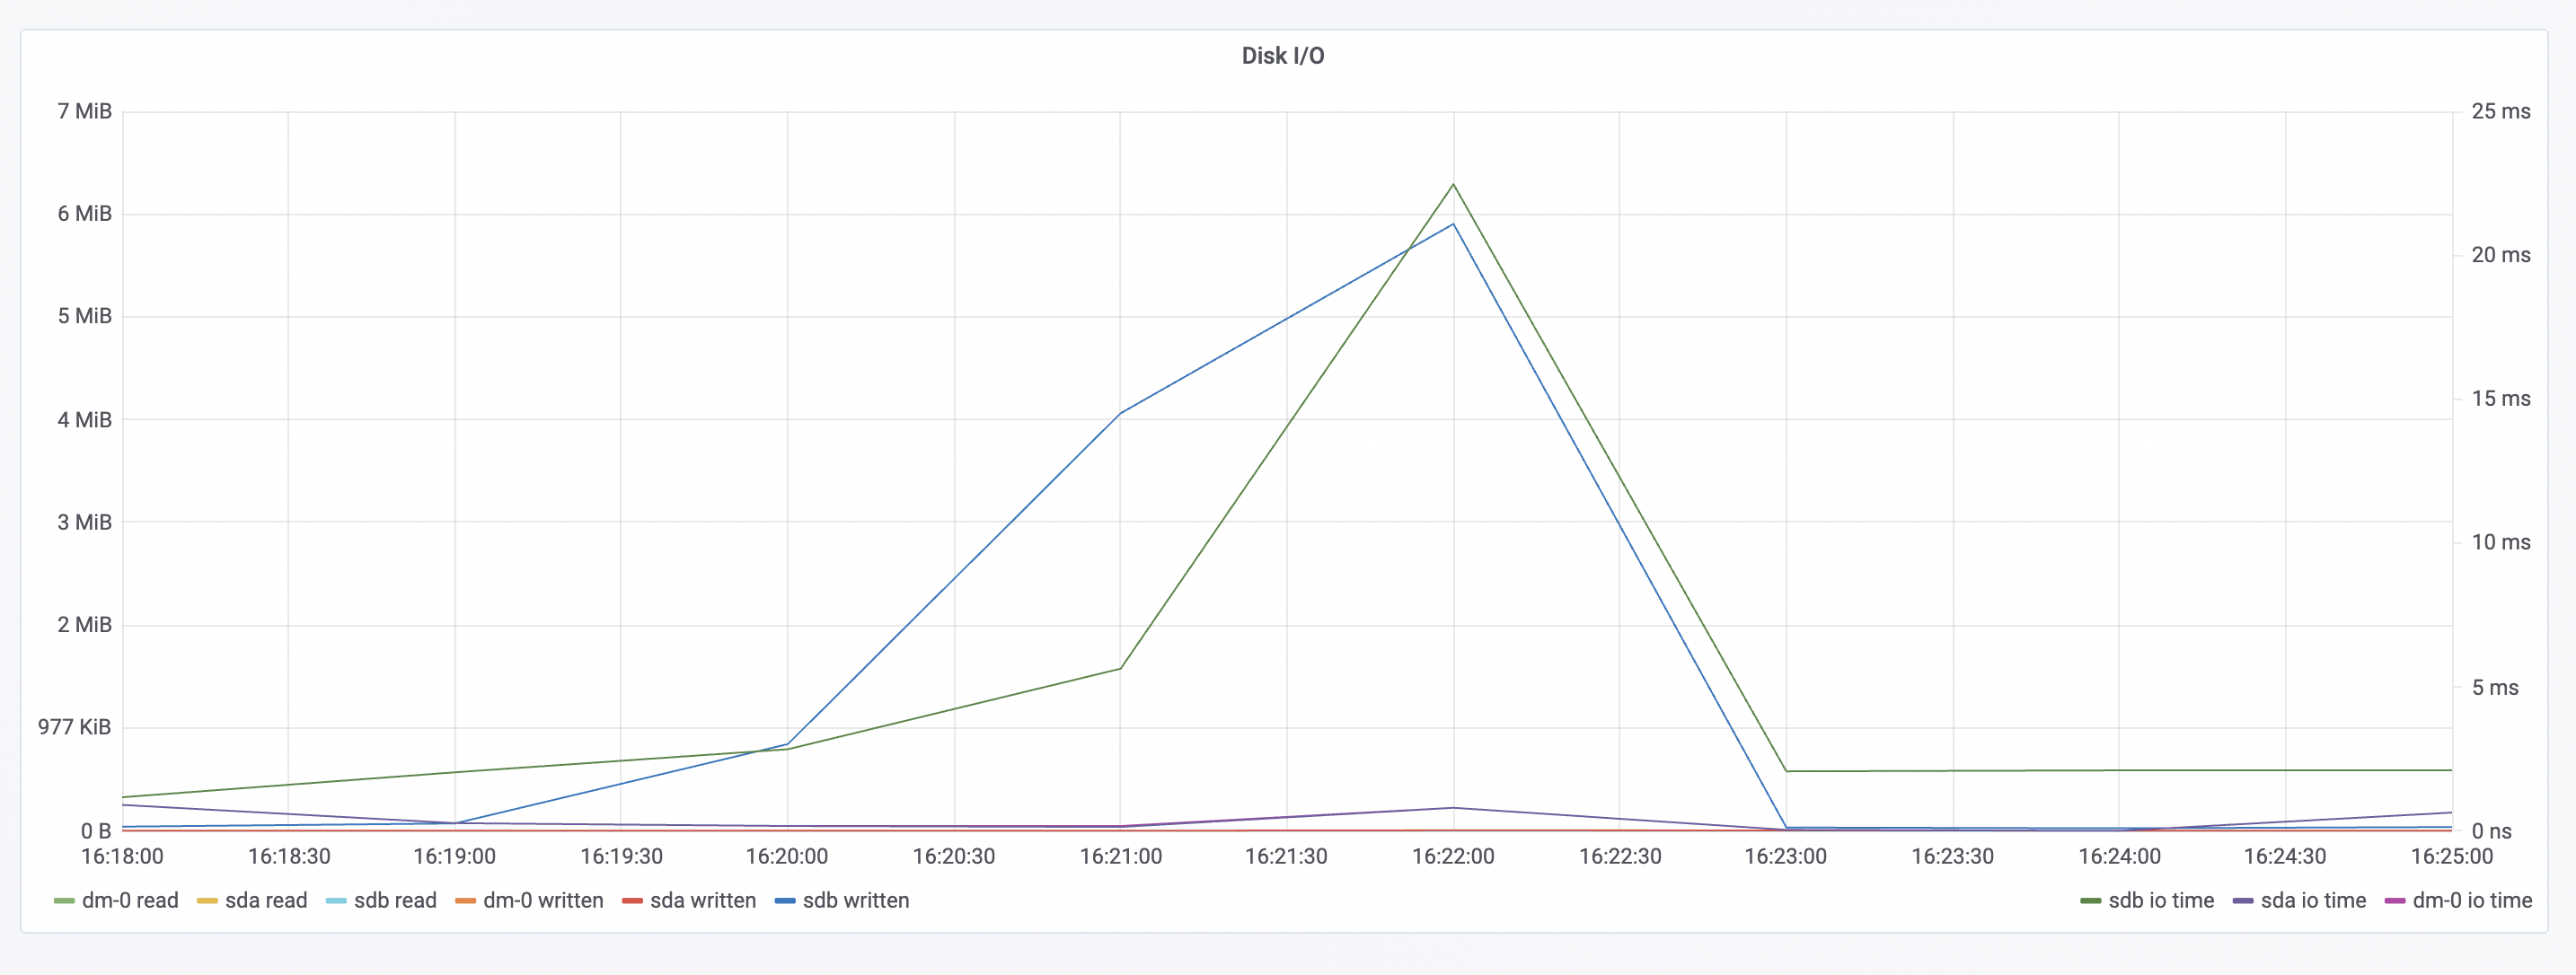 Disk I/O
7 MiB
6 MiB
5 MiB
4 MiB
3 MiB
2 MiB
977 KiB
0 B
25 ms
20 ms
15 ms
10 ms
5 ms
0 ns
16:18:00 16:18:30 16:19:00 16:19:30 16:20:00 16:20:30 16:21:00 16:21:30 16:22:00 16:22:30 16:23:00 16:23:30 16:24:00 16:24:30 16:25:00
dm-0 read sda read sdb read dm-0 written sda written sdb written sdb io time sda io time dm-0 io time